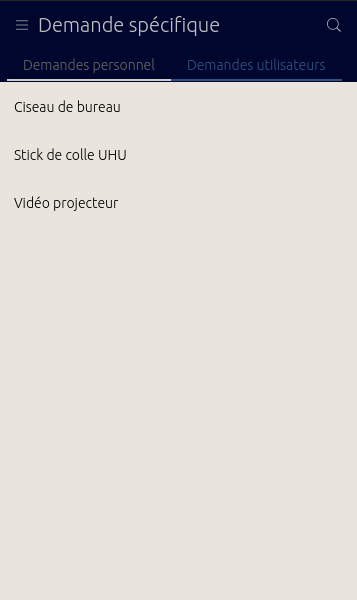 Demande spécifique
Demandes personnel Demandes utilisateurs
Ciseau de bureau
Stick de colle UHU
Vidéo projecteur